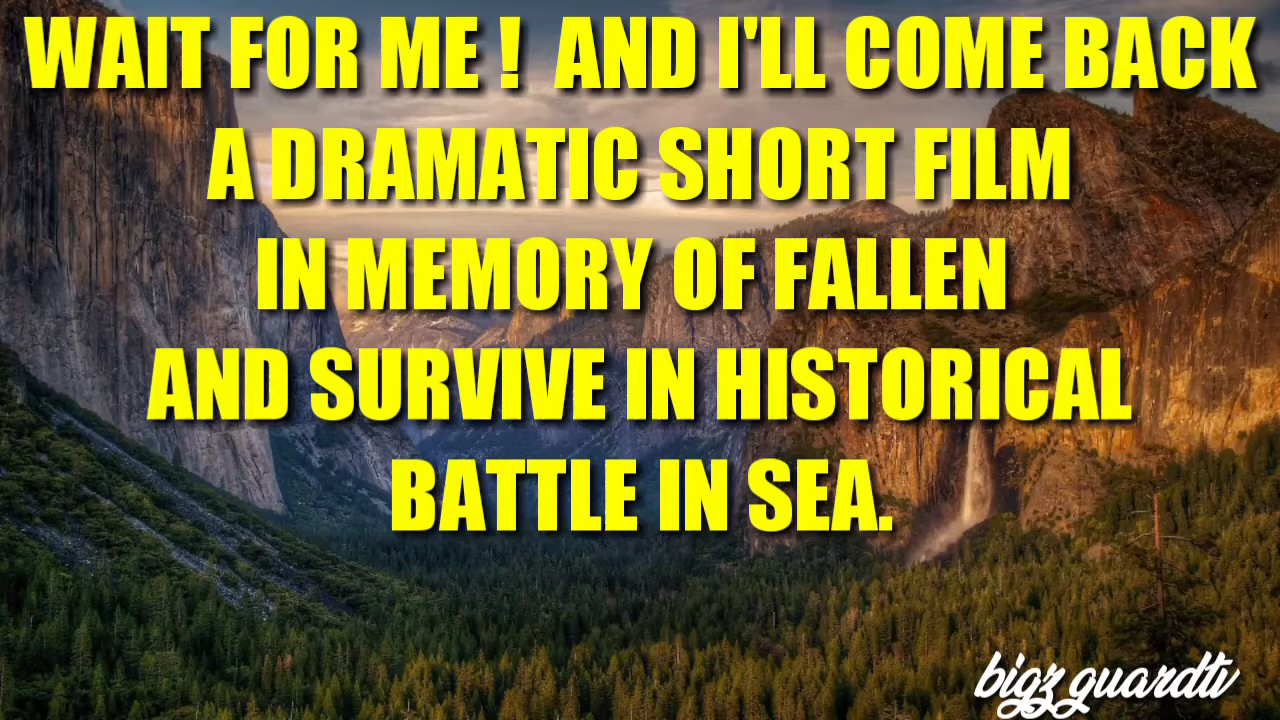 WAIT FOR ME ! AND I'LL COME BACK
A DRAMATIC SHORT FILM
IN MEMORY OF FALLEN
AND SURVIVE IN HISTORICAL
BATTLE IN SEA.
bigz guardtv